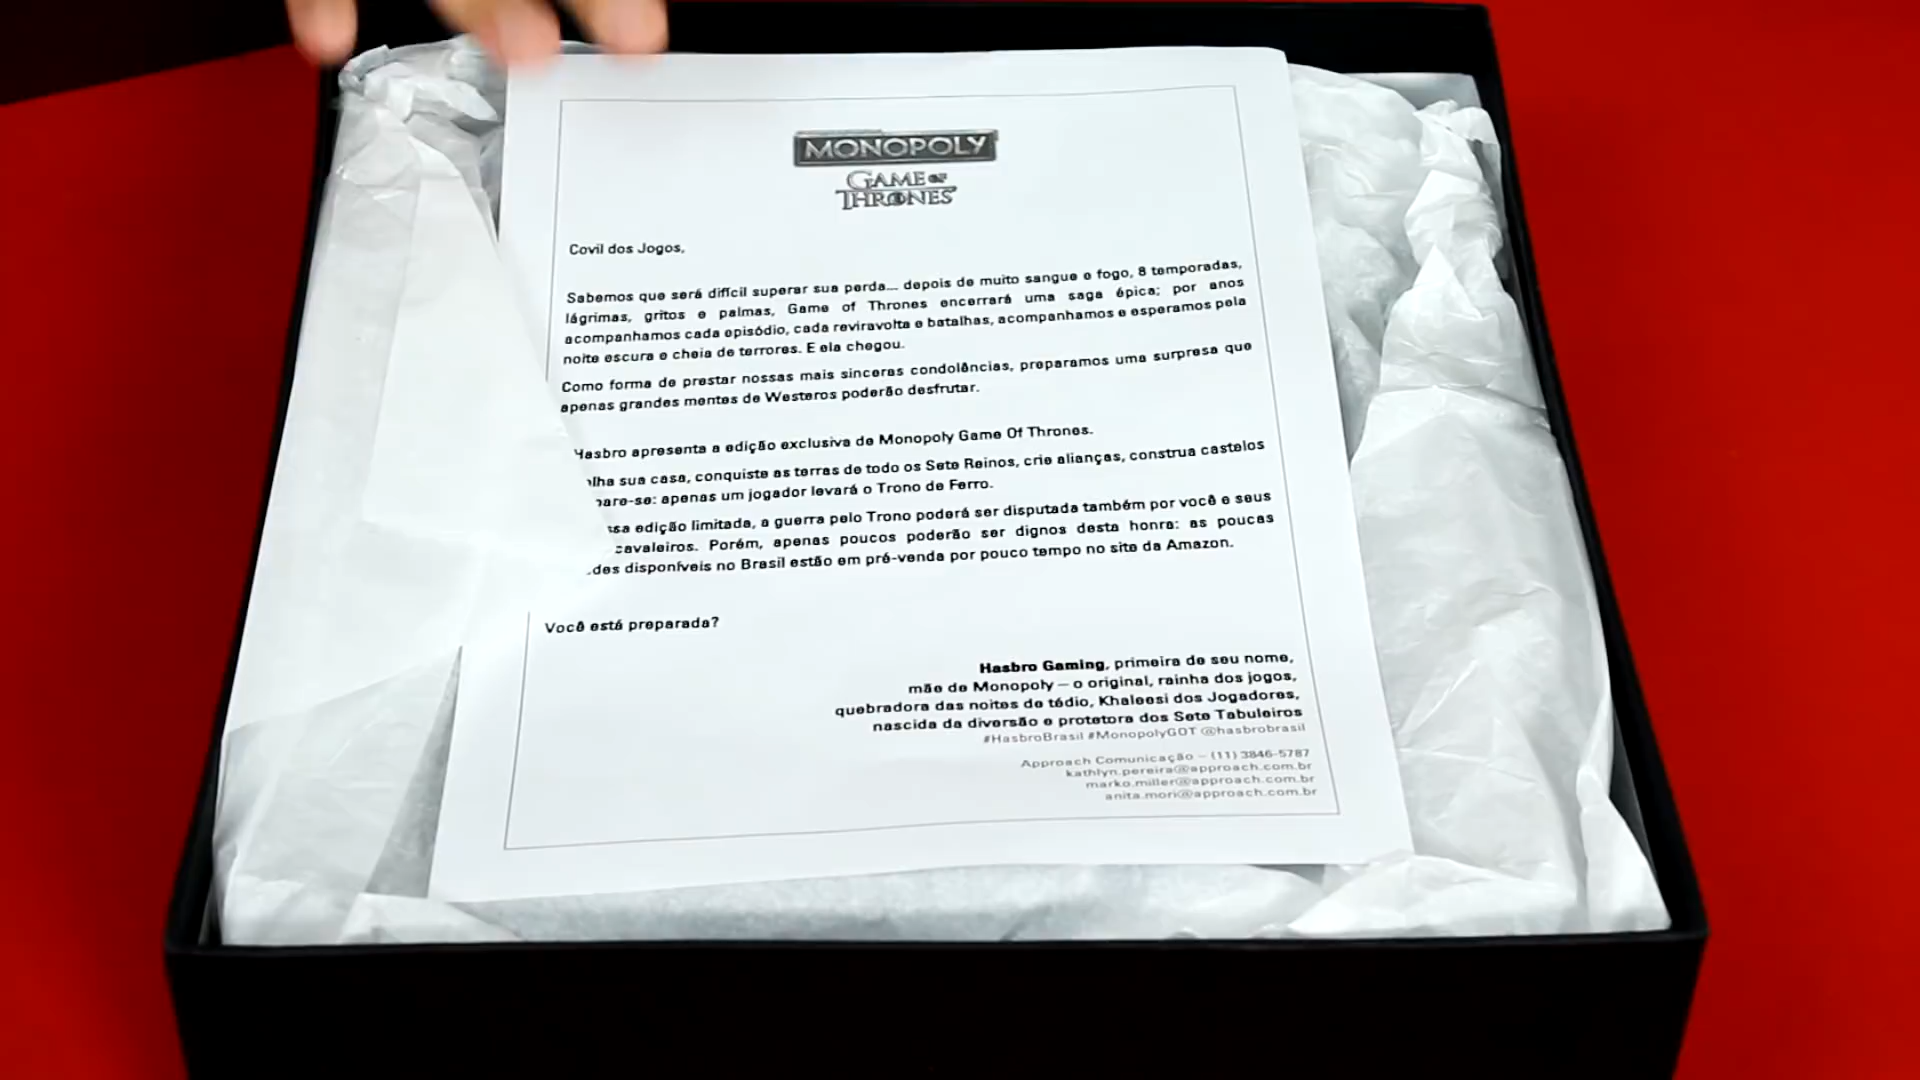 MONOPOLY
GAME OF
THRONES
Covil dos Jogos,
Sabemos que será difícil superar sua perda... depois de muito sangue e fogo, 8 temporadas,
lágrimas, gritos e palmas, Game of Thrones encerrará uma saga épica; por anos
acompanhamos cada episódio, cada reviravolta e batalhas, acompanhamos e esperamos pela
noite escura e cheia de terrores. E ela chegou.
Como forma de prestar nossas mais sinceras condolências, preparamos uma surpresa que
apenas grandes mentes de Westeros poderão desfrutar.
Hasbro apresenta a edição exclusiva de Monopoly Game Of Thrones.
lha sua casa, conquiste as terras de todo os Sete Reinos, crie alianças, construa castelos
pare-se: apenas um jogador levará o Trono de Ferro.
ssa edição limitada, a guerra pelo Trono poderá ser disputada também por você e seus
cavaleiros. Porém, apenas poucos poderão ser dignos desta honra: as poucas
des disponíveis no Brasil estão em pré-venda por pouco tempo no site da Amazon.
Você está preparada?
Hasbro Gaming, primeira de seu nome,
mãe de Monopoly – o original, rainha dos jogos,
quebradora das noites de tédio, Khaleesi dos Jogadores,
nascida da diversão e protetora dos Sete Tabuleiros
#HasbroBrasil #MonopolyGOT @hasbrobrasil
Approach Comunicação – (11) 3846-5787
kathlyn.pereira@approach.com.br
marko.miller@approach.com.br
anita.mori@approach.com.br